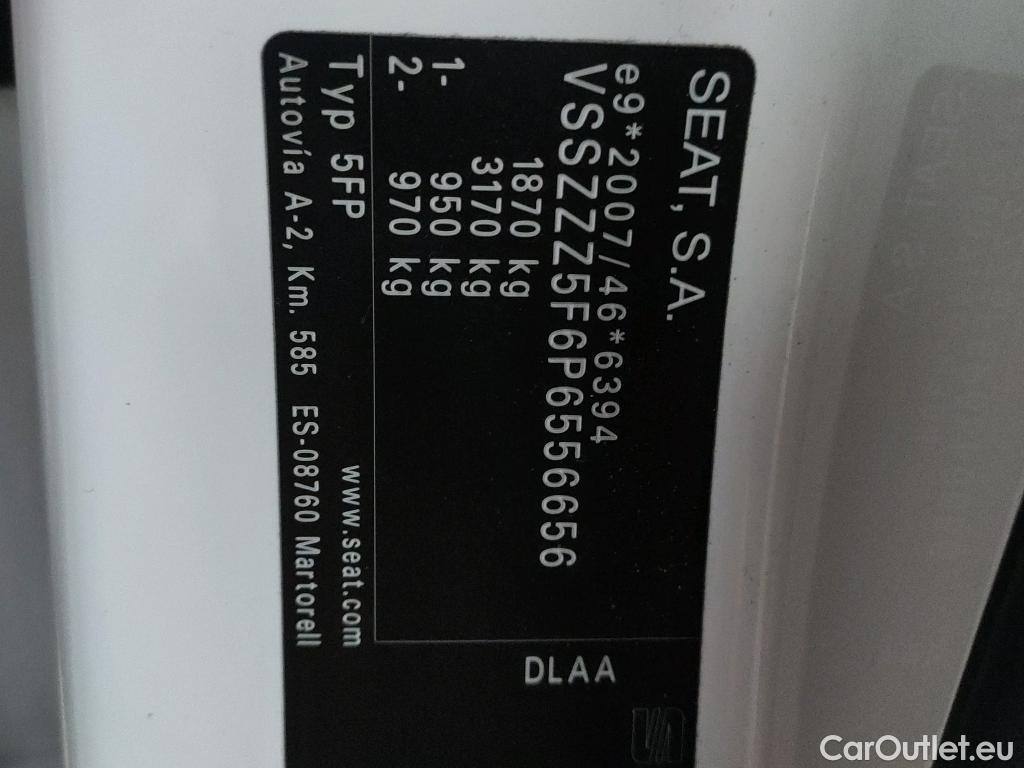 SEAT, S.A.
e9*2007/46*6394
VSSZZZ5F6P6556656
1870 kg
3170 kg
1- 950 kg
2- 970 kg
Typ 5FP www.seat.com
Autovía A-2, Km. 585 ES-08760 Martorell
DLAA
CarOutlet.eu